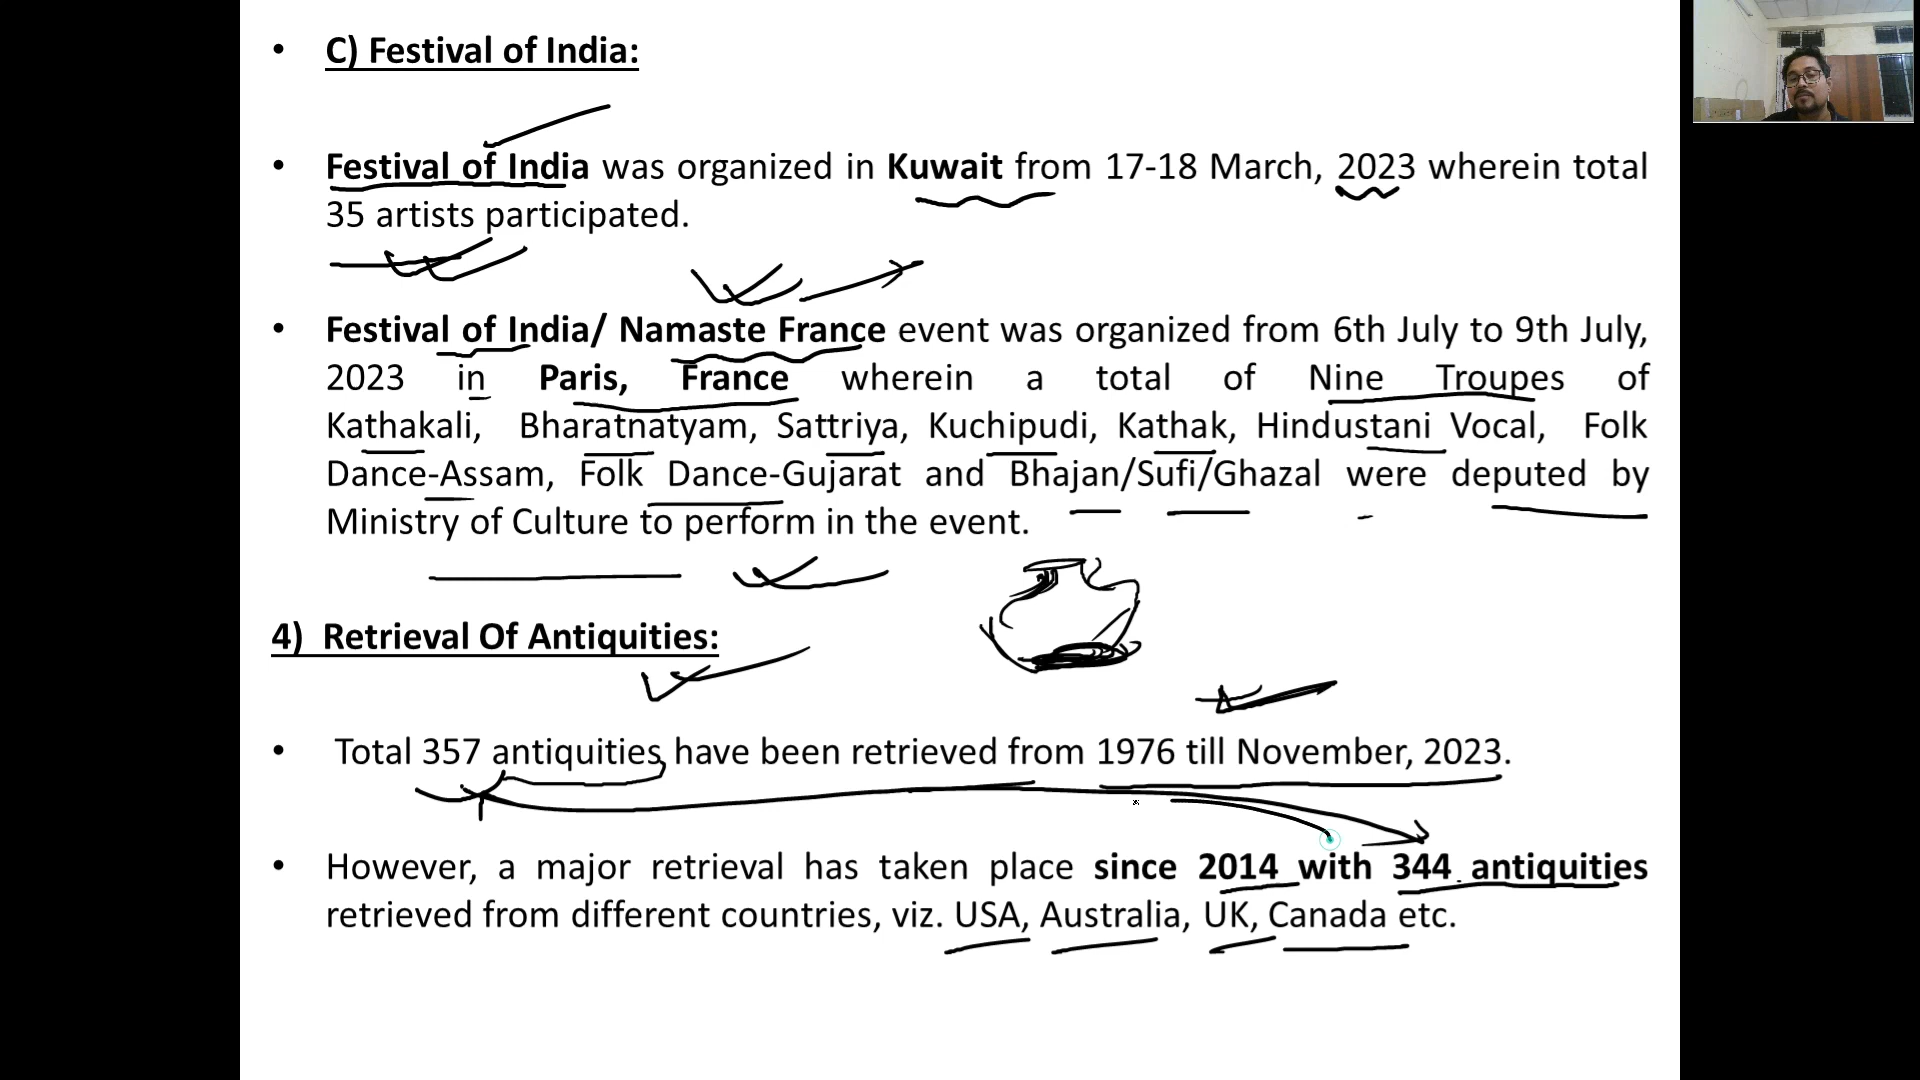 • C) Festival of India:
• Festival of India was organized in Kuwait from 17-18 March, 2023 wherein total
35 artists participated.
• Festival of India/ Namaste France event was organized from 6th July to 9th July,
2023 in Paris, France wherein a total of Nine Troupes of
Kathakali, Bharatnatyam, Sattriya, Kuchipudi, Kathak, Hindustani Vocal, Folk
Dance-Assam, Folk Dance-Gujarat and Bhajan/Sufi/Ghazal were deputed by
Ministry of Culture to perform in the event.
4) Retrieval Of Antiquities:
• Total 357 antiquities have been retrieved from 1976 till November, 2023.
• However, a major retrieval has taken place since 2014 with 344 antiquities
retrieved from different countries, viz. USA, Australia, UK, Canada etc.